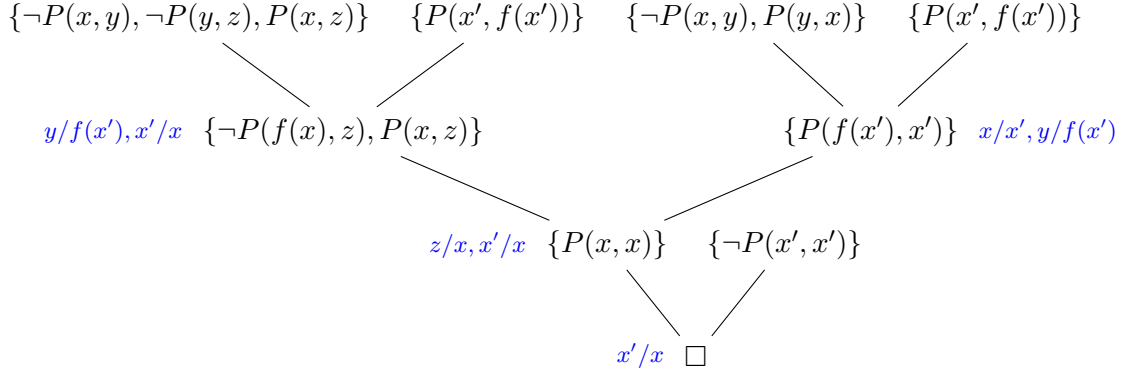 {¬P(x, y), ¬P(y, z), P(x, z)} {P(x′, f(x′))} {¬P(x, y), P(y, x)} {P(x′, f(x′))}
y/f(x′), x′/x {¬P(f(x), z), P(x, z)} {P(f(x′), x′)} x/x′, y/f(x′)
z/x, x′/x {P(x, x)} {¬P(x′, x′)}
x′/x □